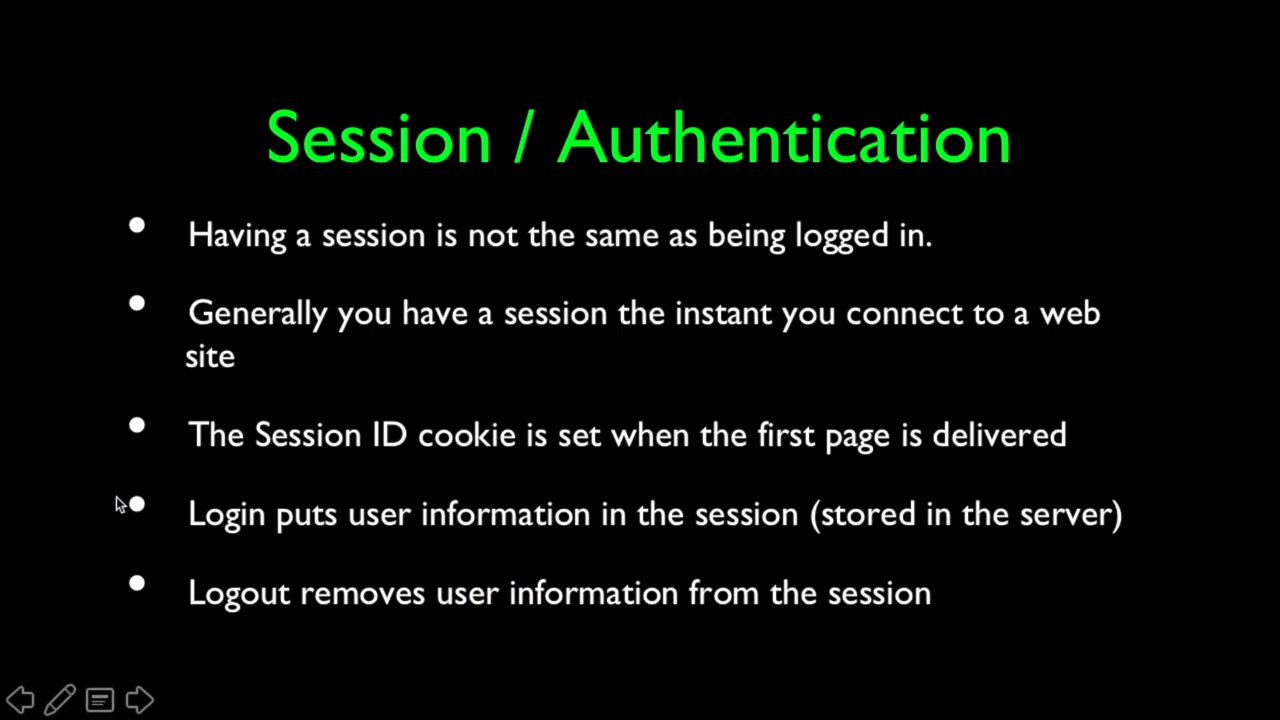 Session / Authentication
• Having a session is not the same as being logged in.
• Generally you have a session the instant you connect to a web
site
• The Session ID cookie is set when the first page is delivered
• Login puts user information in the session (stored in the server)
• Logout removes user information from the session